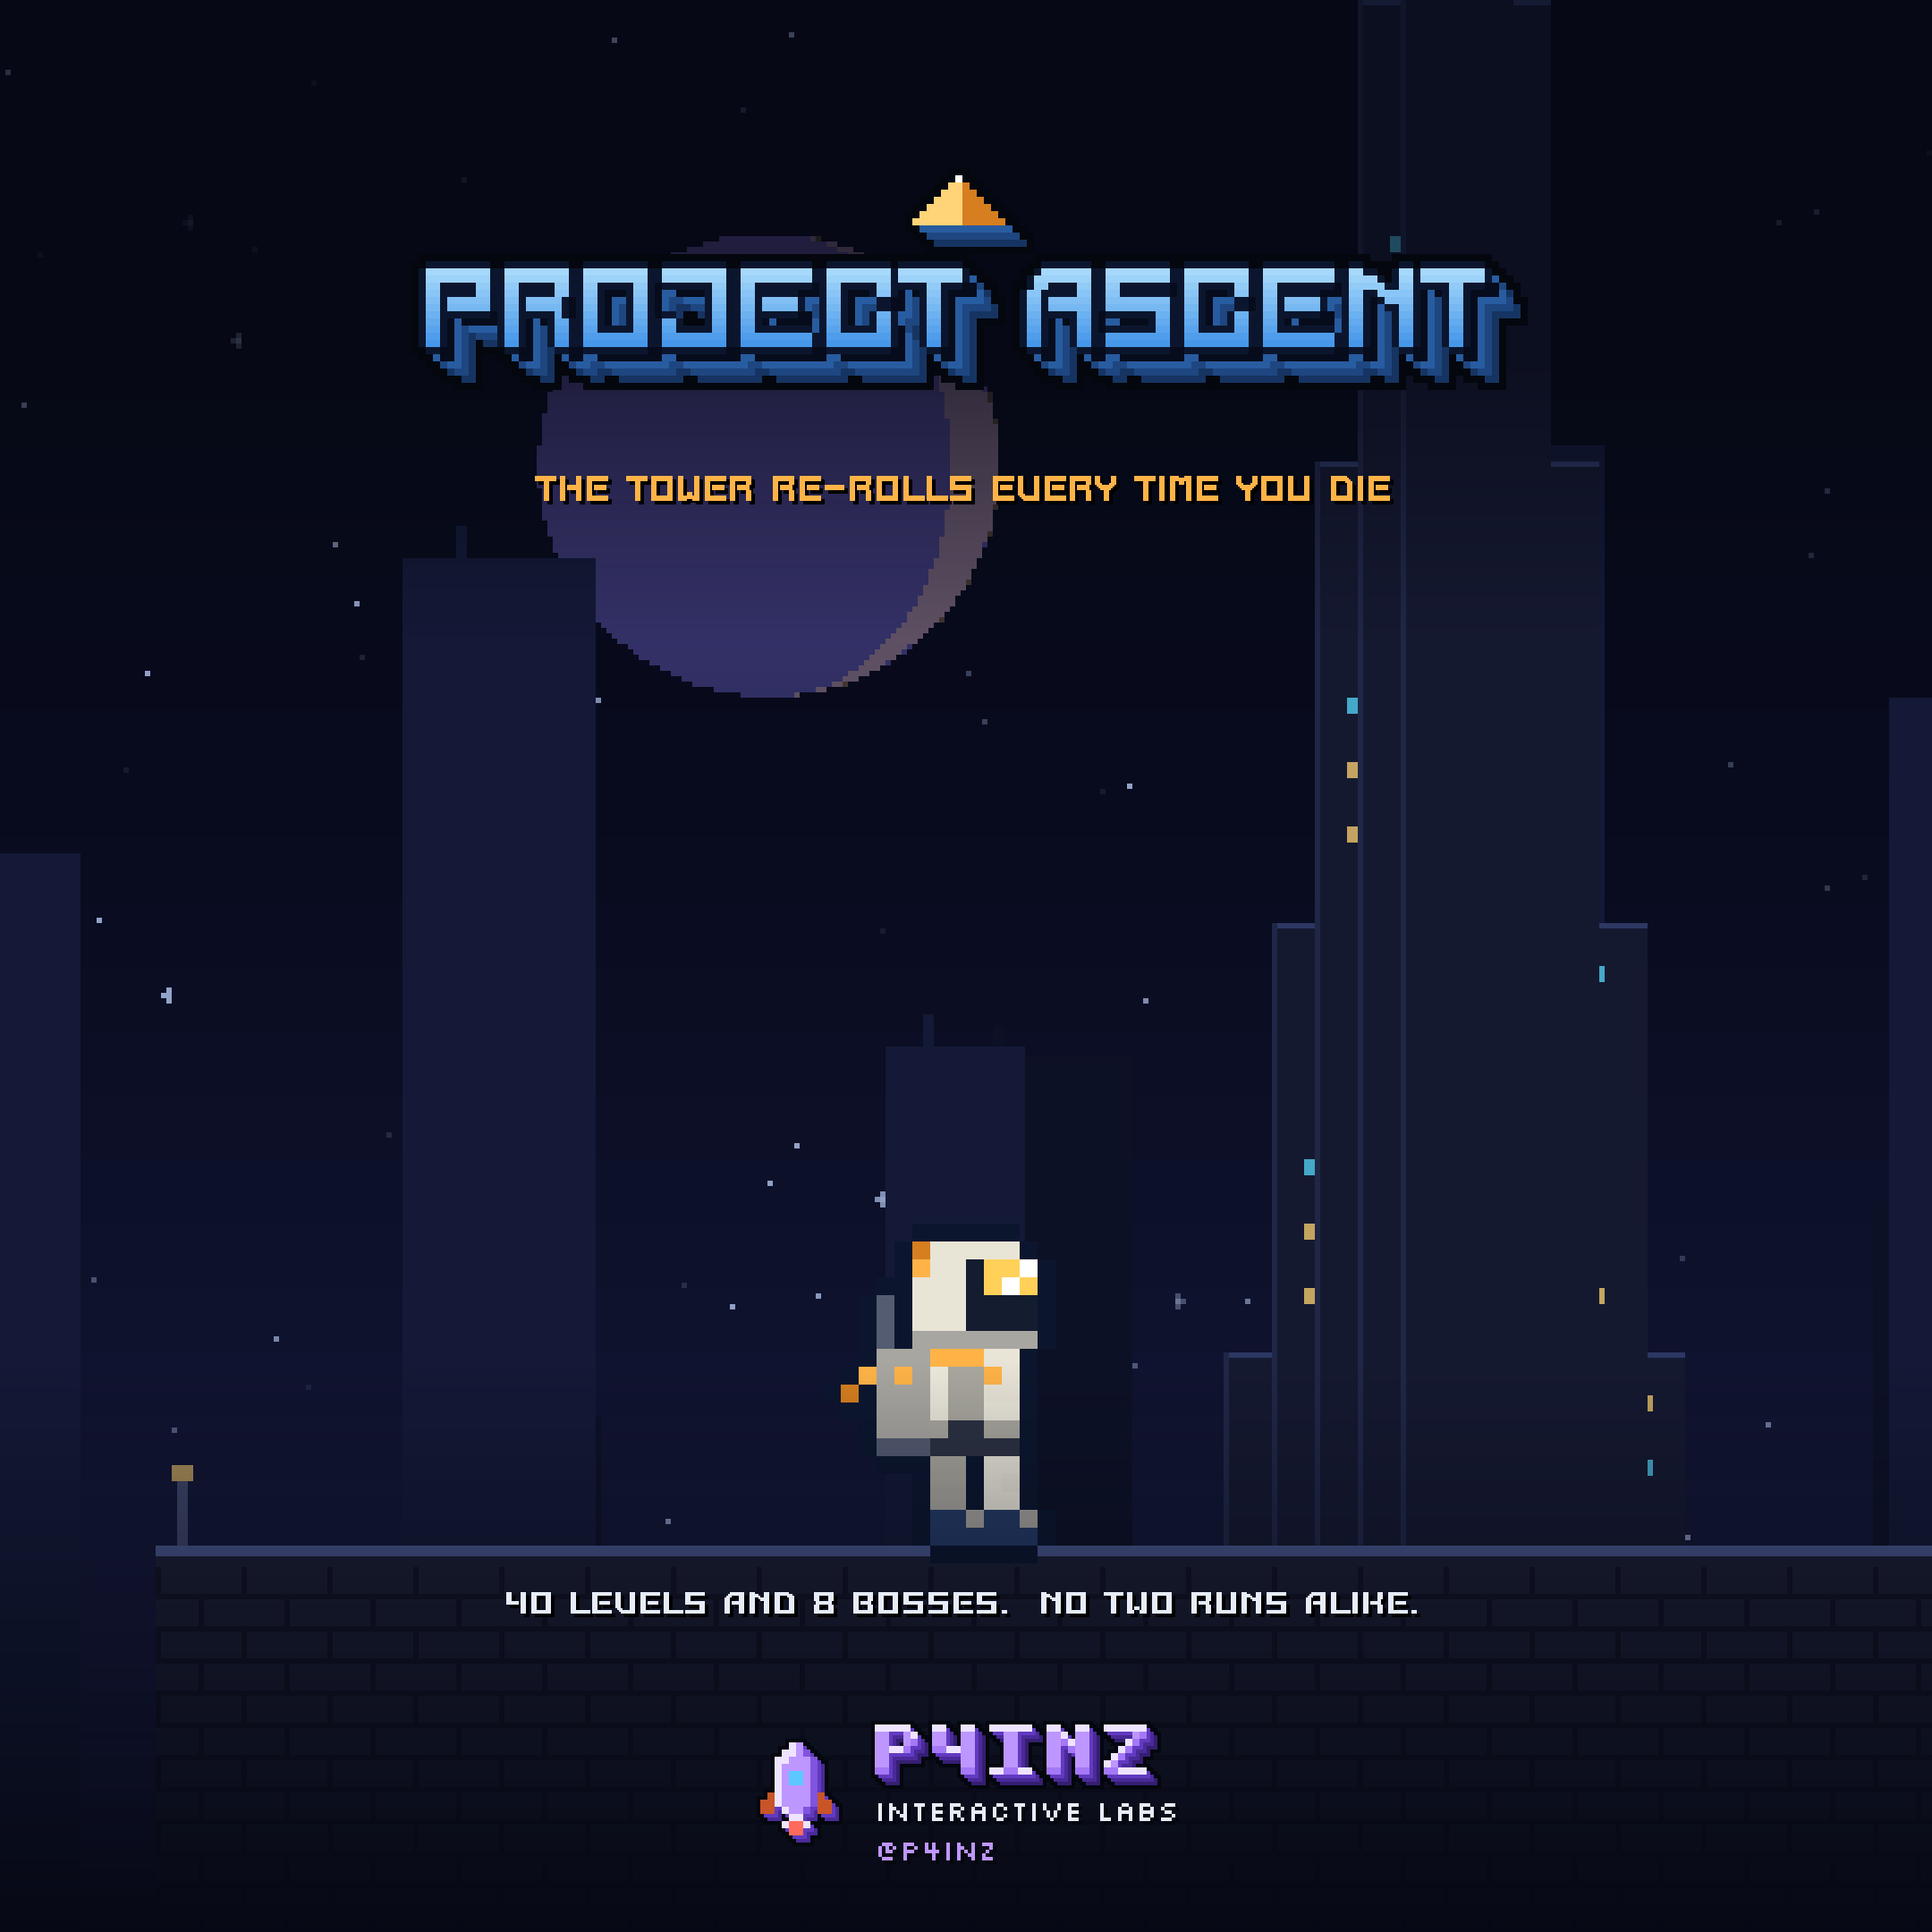 PROJECT ASCENT
THE TOWER RE-ROLLS EVERY TIME YOU DIE
40 LEVELS AND 8 BOSSES. NO TWO RUNS ALIKE.
P4INZ
INTERACTIVE LABS
@P4INZ